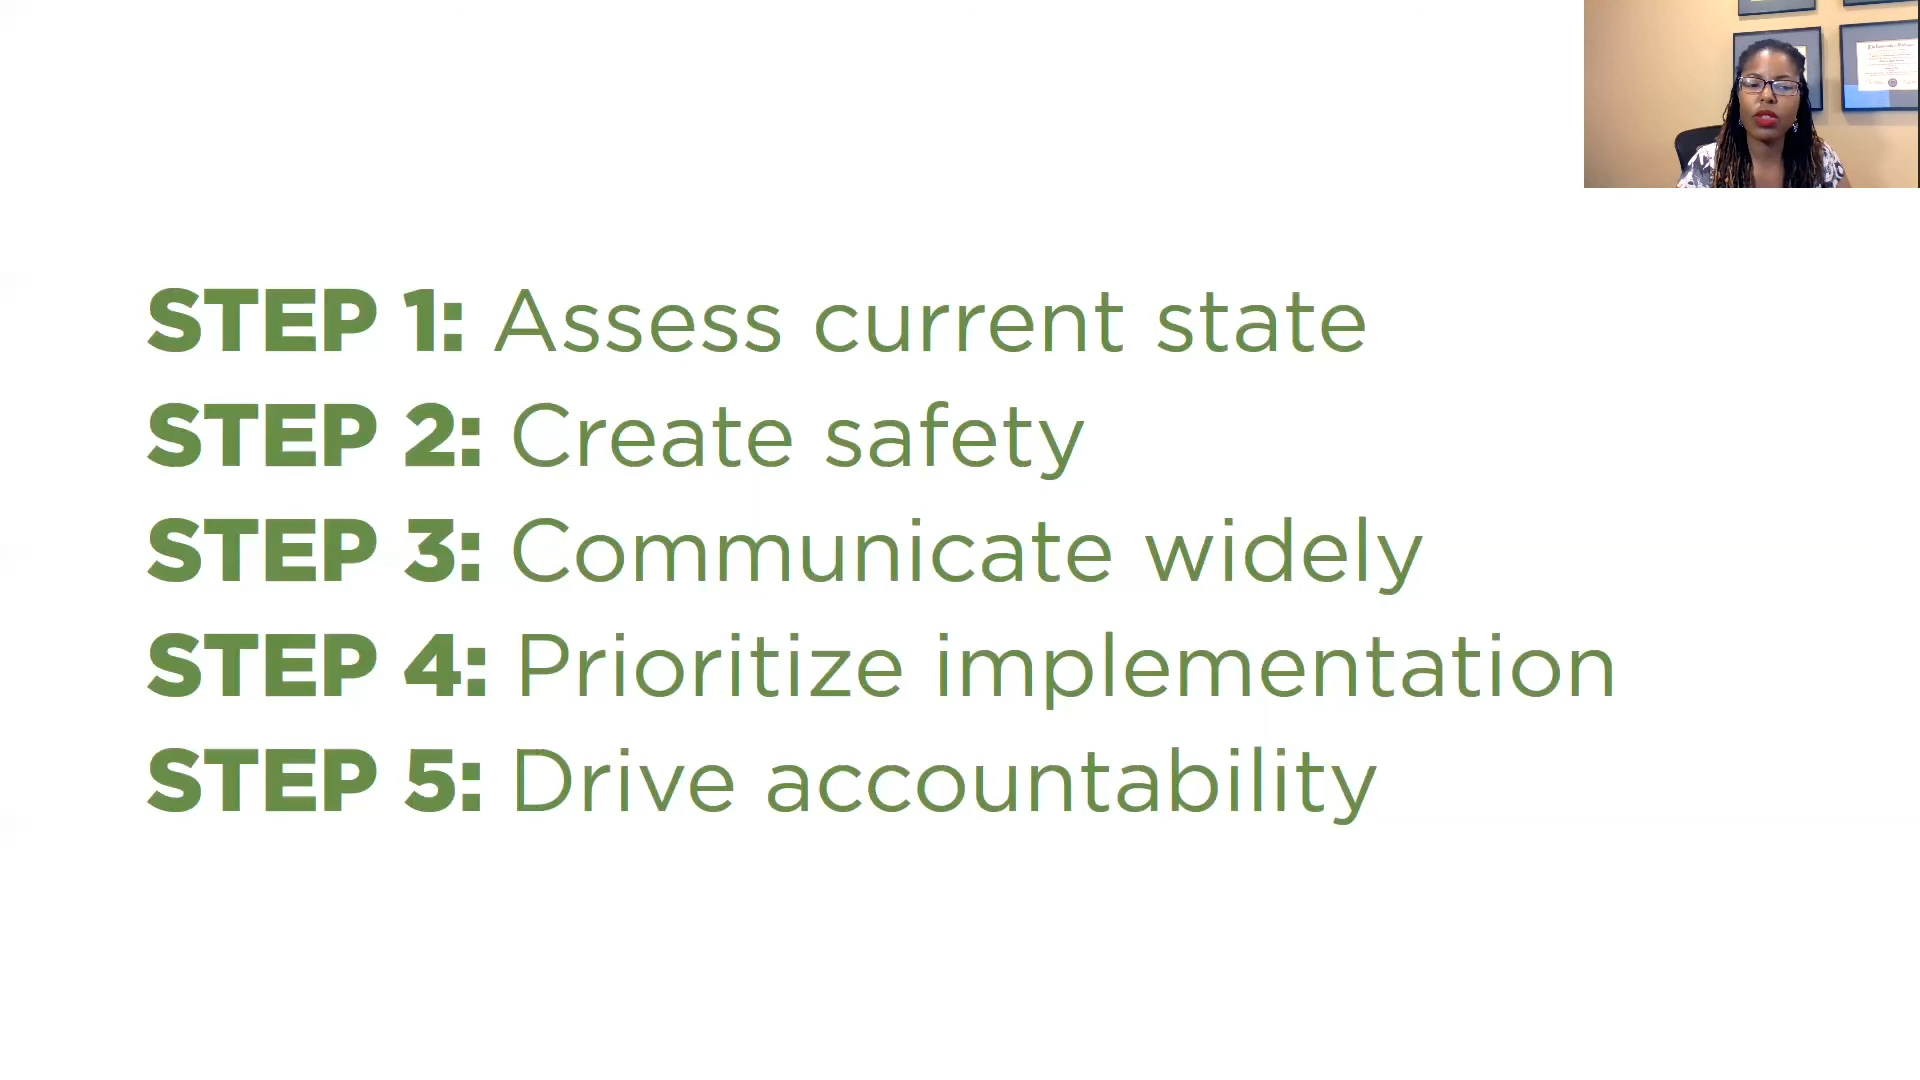 STEP 1: Assess current state
STEP 2: Create safety
STEP 3: Communicate widely
STEP 4: Prioritize implementation
STEP 5: Drive accountability